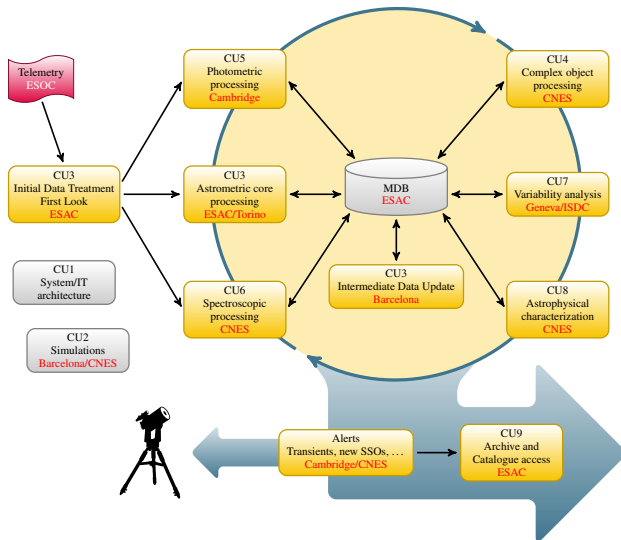 Telemetry
ESOC
CU5
Photometric
processing
Cambridge
CU4
Complex object
processing
CNES
CU3
Initial Data Treatment
First Look
ESAC
CU3
Astrometric core
processing
ESAC/Torino
MDB
ESAC
CU7
Variability analysis
Geneva/ISDC
CU1
System/IT
architecture
CU6
Spectroscopic
processing
CNES
CU3
Intermediate Data Update
Barcelona
CU8
Astrophysical
characterization
CNES
CU2
Simulations
Barcelona/CNES
Alerts
Transients, new SSOs, . . .
Cambridge/CNES
CU9
Archive and
Catalogue access
ESAC